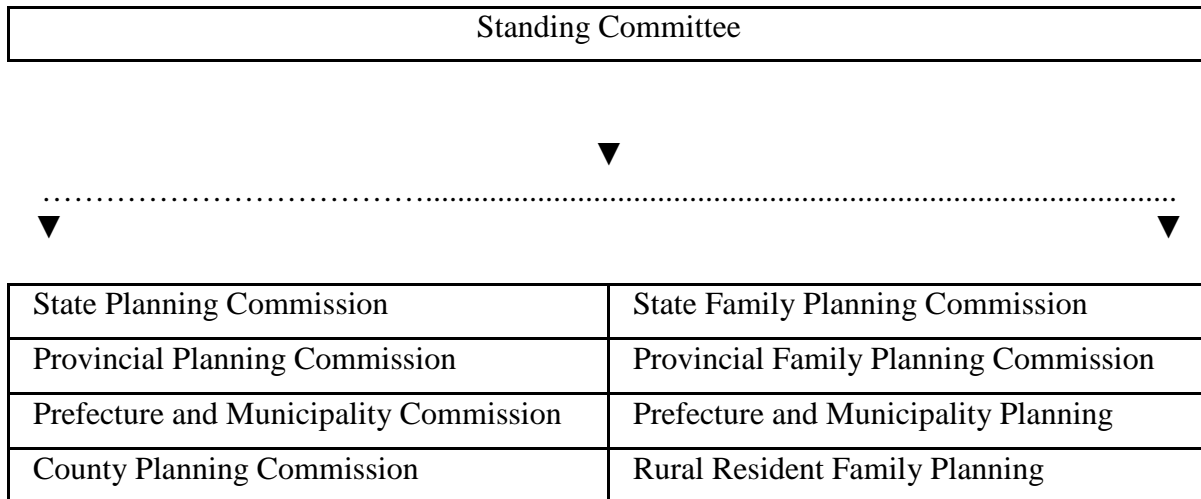 Standing Committee
▼
………………………………..........................................................................................
▼ ▼
State Planning Commission State Family Planning Commission
Provincial Planning Commission Provincial Family Planning Commission
Prefecture and Municipality Commission Prefecture and Municipality Planning
County Planning Commission Rural Resident Family Planning